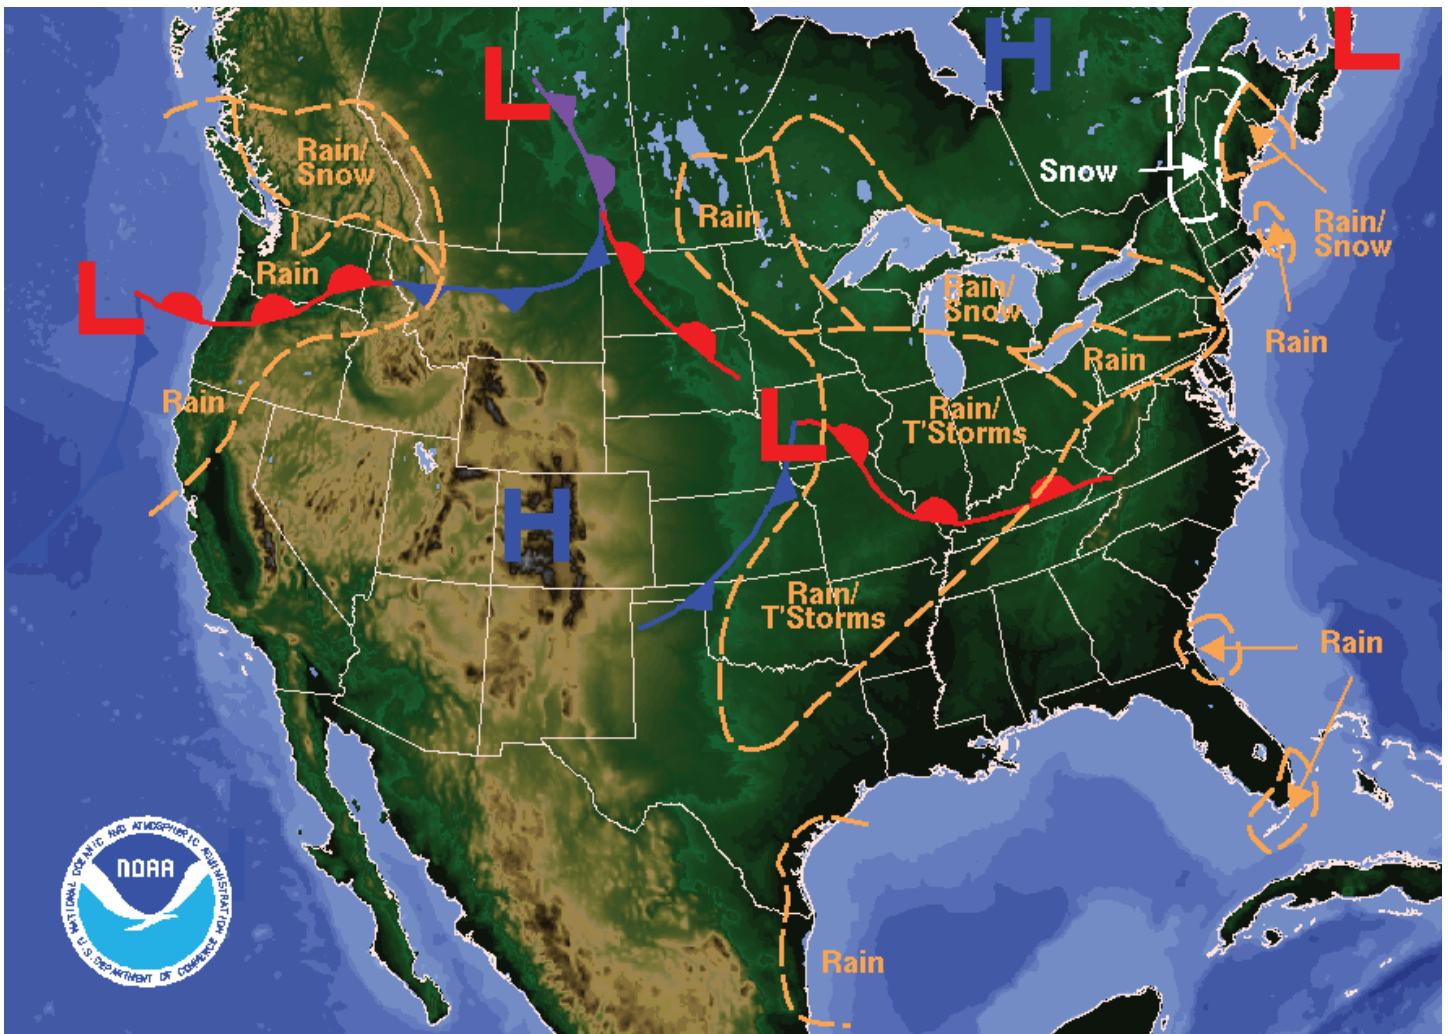 H
L
L
Rain/
Snow
Snow
Rain
Rain/
Snow
Rain
L
Rain/
Snow
Rain
Rain
Rain
L
Rain/
T'Storms
H
Rain/
T'Storms
Rain
NATIONAL OCEANIC AND ATMOSPHERIC ADMINISTRATION
NOAA
U.S. DEPARTMENT OF COMMERCE
Rain